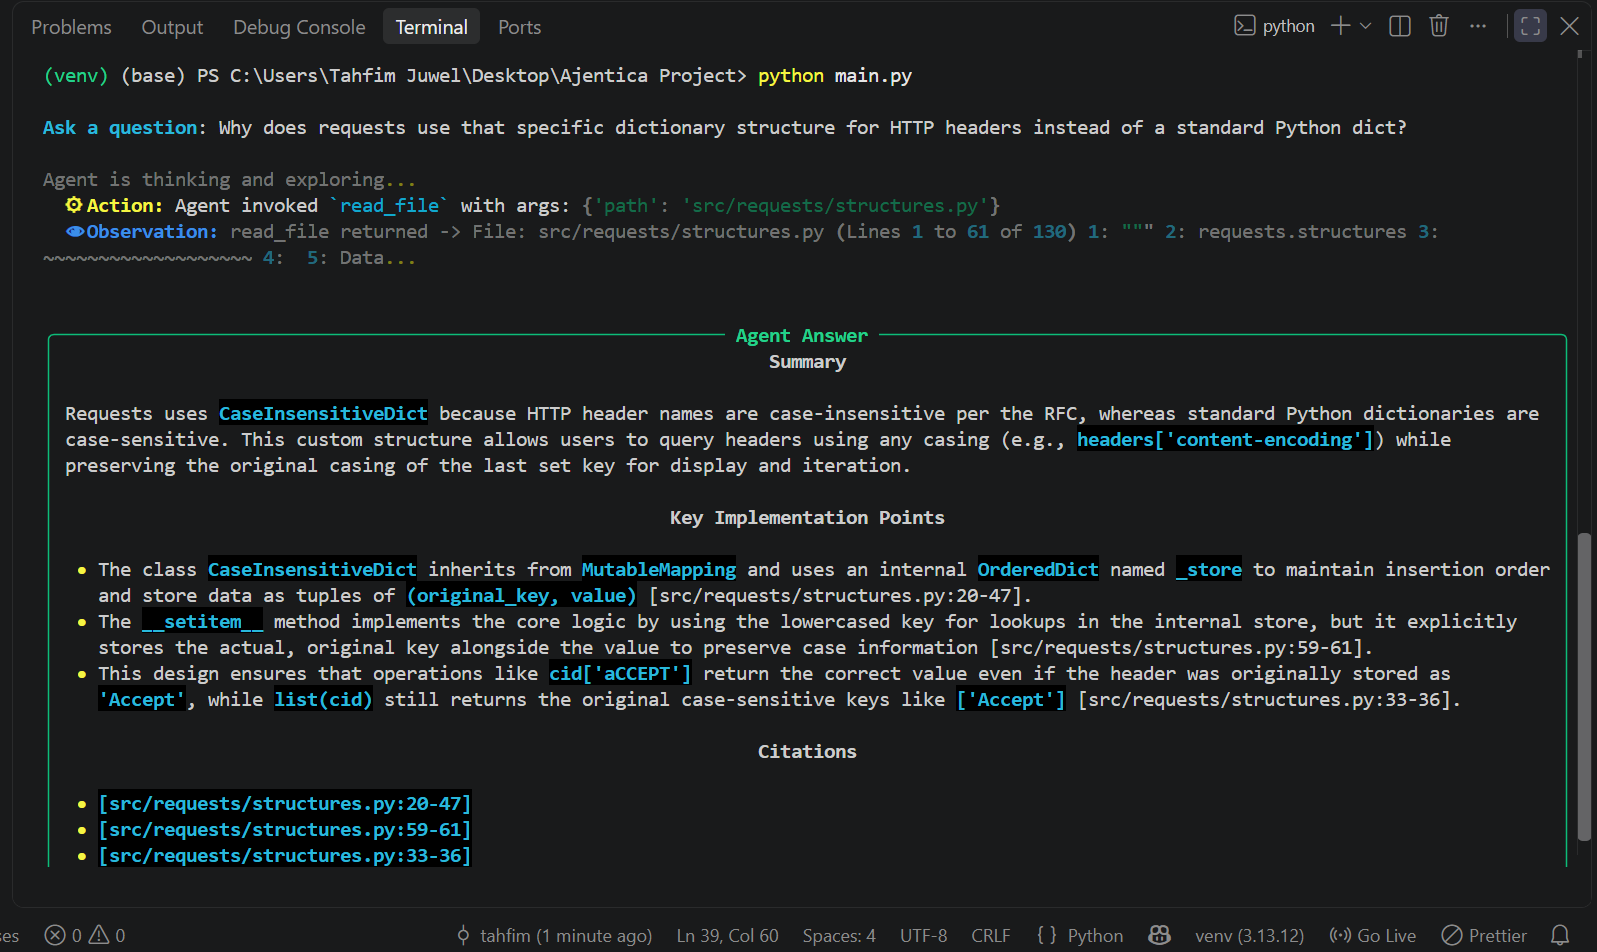 Problems Output Debug Console Terminal Ports python
(venv) (base) PS C:\Users\Tahfim Juwel\Desktop\Ajentica Project> python main.py
Ask a question: Why does requests use that specific dictionary structure for HTTP headers instead of a standard Python dict?
Agent is thinking and exploring...
Action: Agent invoked `read_file` with args: {'path': 'src/requests/structures.py'}
Observation: read_file returned -> File: src/requests/structures.py (Lines 1 to 61 of 130) 1: """ 2: requests.structures 3:
~~~~~~~~~~~~~~~~~~~ 4:  5: Data...
Agent Answer
Summary
Requests uses CaseInsensitiveDict because HTTP header names are case-insensitive per the RFC, whereas standard Python dictionaries are
case-sensitive. This custom structure allows users to query headers using any casing (e.g., headers['content-encoding']) while
preserving the original casing of the last set key for display and iteration.
Key Implementation Points
• The class CaseInsensitiveDict inherits from MutableMapping and uses an internal OrderedDict named _store to maintain insertion order
and store data as tuples of (original_key, value) [src/requests/structures.py:20-47].
• The __setitem__ method implements the core logic by using the lowercased key for lookups in the internal store, but it explicitly
stores the actual, original key alongside the value to preserve case information [src/requests/structures.py:59-61].
• This design ensures that operations like cid['aCCEPT'] return the correct value even if the header was originally stored as
'Accept', while list(cid) still returns the original case-sensitive keys like ['Accept'] [src/requests/structures.py:33-36].
Citations
• [src/requests/structures.py:20-47]
• [src/requests/structures.py:59-61]
• [src/requests/structures.py:33-36]
es 0 0 tahfim (1 minute ago) Ln 39, Col 60 Spaces: 4 UTF-8 CRLF { } Python venv (3.13.12) Go Live Prettier